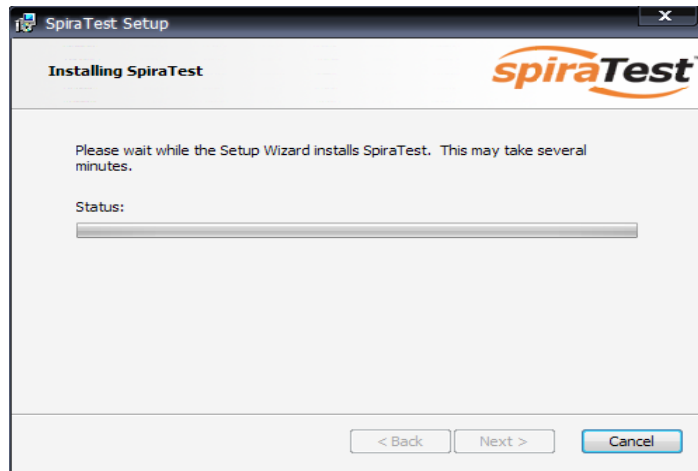 SpiraTest Setup
x
Installing SpiraTest
spiraTest™
Please wait while the Setup Wizard installs SpiraTest. This may take several
minutes.
Status:
< Back
Next >
Cancel